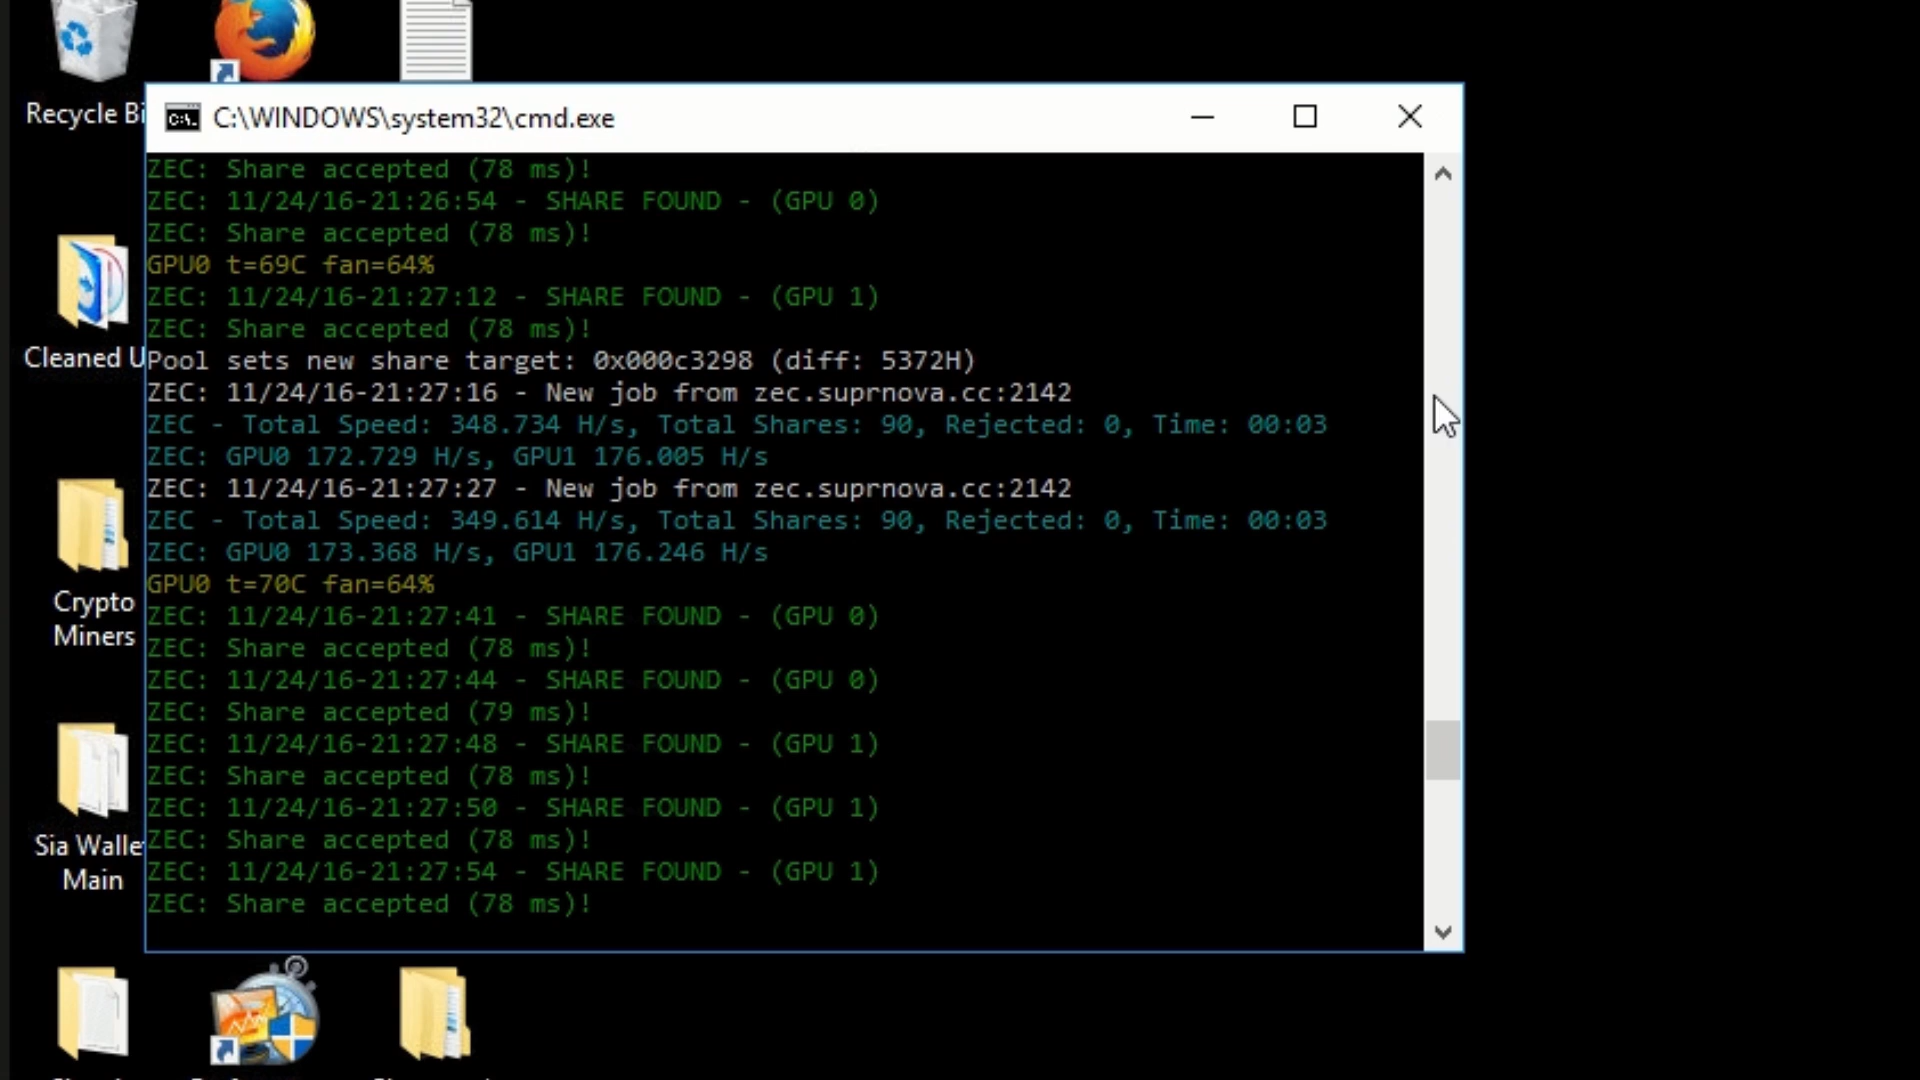 Recycle Bi
C:\WINDOWS\system32\cmd.exe
ZEC: Share accepted (78 ms)!
ZEC: 11/24/16-21:26:54 - SHARE FOUND - (GPU 0)
ZEC: Share accepted (78 ms)!
GPU0 t=69C fan=64%
ZEC: 11/24/16-21:27:12 - SHARE FOUND - (GPU 1)
ZEC: Share accepted (78 ms)!
Pool sets new share target: 0x000c3298 (diff: 5372H)
ZEC: 11/24/16-21:27:16 - New job from zec.suprnova.cc:2142
ZEC - Total Speed: 348.734 H/s, Total Shares: 90, Rejected: 0, Time: 00:03
ZEC: GPU0 172.729 H/s, GPU1 176.005 H/s
ZEC: 11/24/16-21:27:27 - New job from zec.suprnova.cc:2142
ZEC - Total Speed: 349.614 H/s, Total Shares: 90, Rejected: 0, Time: 00:03
ZEC: GPU0 173.368 H/s, GPU1 176.246 H/s
GPU0 t=70C fan=64%
ZEC: 11/24/16-21:27:41 - SHARE FOUND - (GPU 0)
ZEC: Share accepted (78 ms)!
ZEC: 11/24/16-21:27:44 - SHARE FOUND - (GPU 0)
ZEC: Share accepted (79 ms)!
ZEC: 11/24/16-21:27:48 - SHARE FOUND - (GPU 1)
ZEC: Share accepted (78 ms)!
ZEC: 11/24/16-21:27:50 - SHARE FOUND - (GPU 1)
ZEC: Share accepted (78 ms)!
ZEC: 11/24/16-21:27:54 - SHARE FOUND - (GPU 1)
ZEC: Share accepted (78 ms)!
Cleaned U
Crypto
Miners
Sia Walle
Main